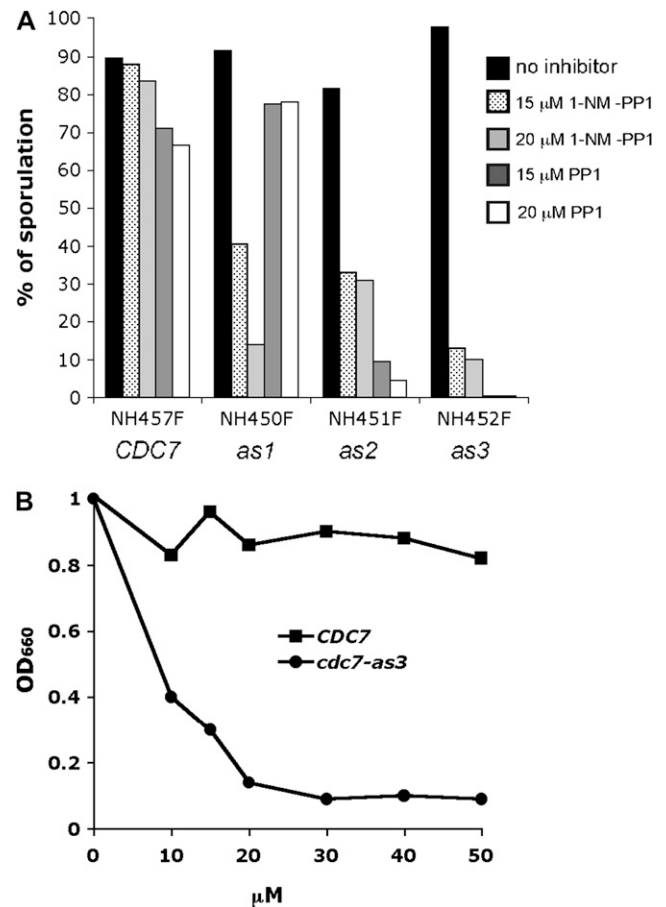 A
% of sporulation
100
90
80
70
60
50
40
30
20
10
0
no inhibitor
15 μM 1-NM -PP1
20 μM 1-NM -PP1
15 μM PP1
20 μM PP1
NH457F NH450F NH451F NH452F
CDC7 as1 as2 as3
B
OD660
1
0.8
0.6
0.4
0.2
0
CDC7
cdc7-as3
0 10 20 30 40 50
μM